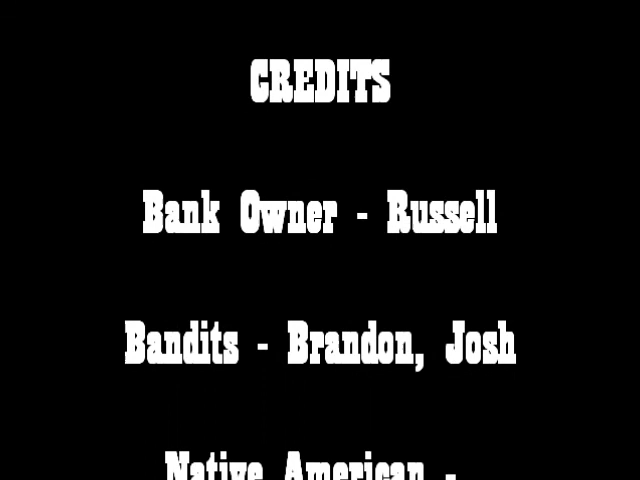 CREDITS
Bank Owner - Russell
Bandits - Brandon, Josh
Native American -